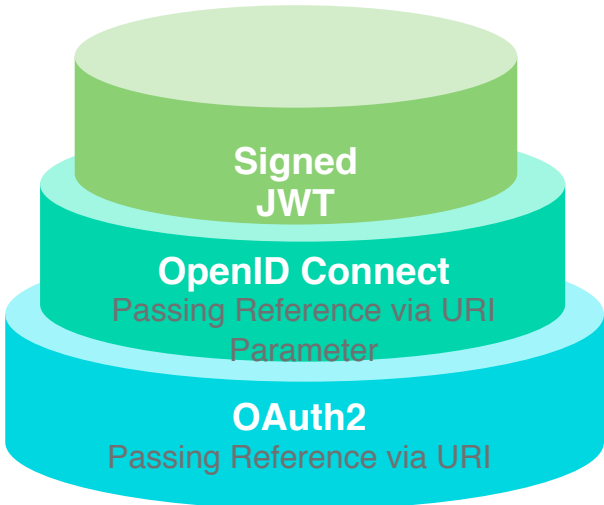 Signed
JWT
OpenID Connect
Passing Reference via URI
Parameter
OAuth2
Passing Reference via URI